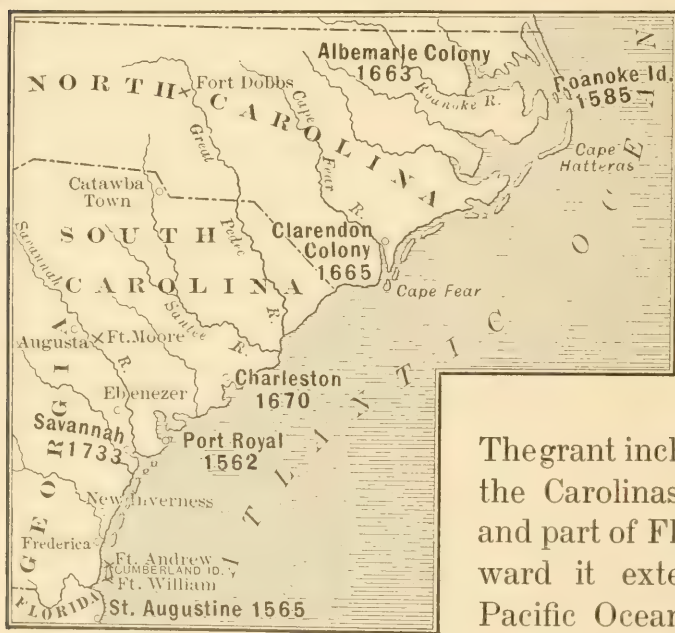 Albemarle Colony
1663
Roanoke Id.
1585
NORTH CAROLINA
Fort Dobbs
Roanoke R.
Cape Fear R.
Great Pedee R.
Cape
Hatteras
Catawba
Town
SOUTH
CAROLINA
Clarendon
Colony
1665
Cape Fear
Savannah R.
Santee R.
Augusta
Ft. Moore
Ebenezer
Charleston
1670
Savannah
1733
Port Royal
1562
GEORGIA
New Inverness
Frederica
Ft. Andrew
CUMBERLAND ID.
Ft. William
FLORIDA
St. Augustine 1565
ATLANTIC OCEAN
The grant incl
the Carolinas
and part of Fl
ward it exte
Pacific Ocean